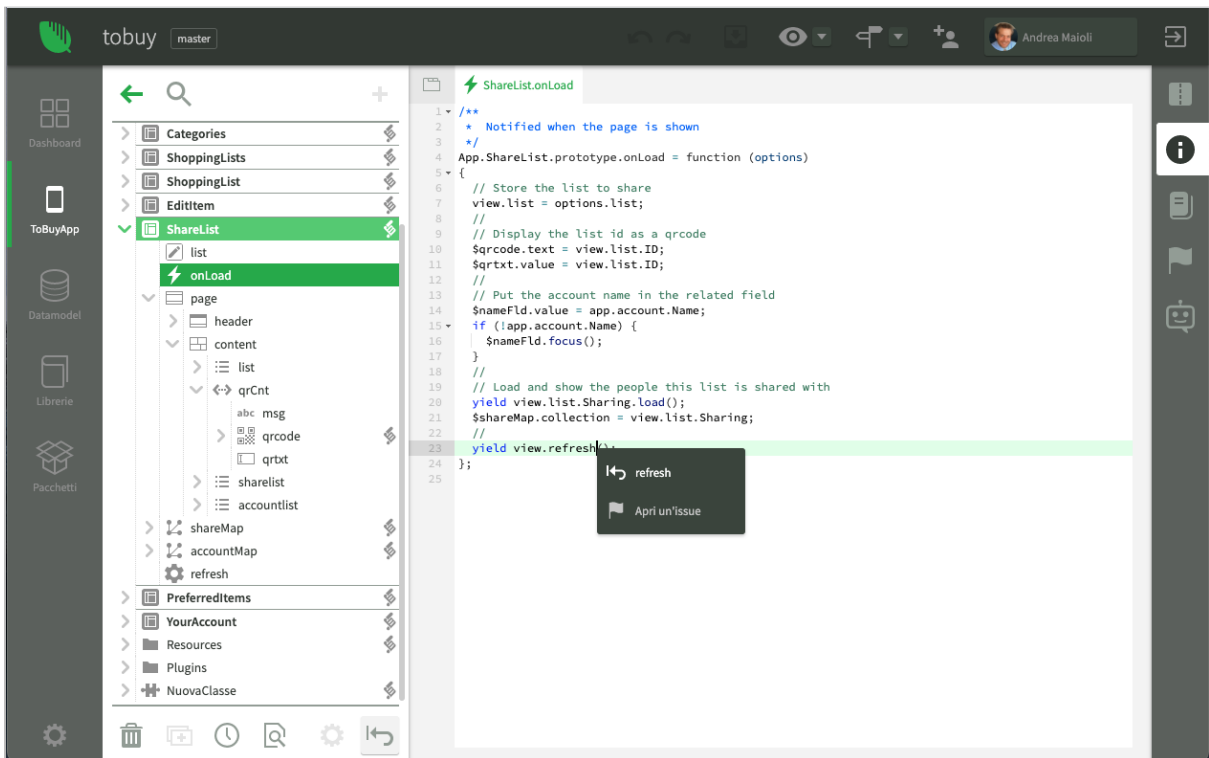 tobuy master
Andrea Maioli
Dashboard
ToBuyApp
Datamodel
Librerie
Pacchetti
Categories
ShoppingLists
ShoppingList
EditItem
ShareList
list
onLoad
page
header
content
list
qrCnt
abc msg
qrcode
qrtxt
sharelist
accountlist
shareMap
accountMap
refresh
PreferredItems
YourAccount
Resources
Plugins
NuovaClasse
ShareList.onLoad
1 /**
2 * Notified when the page is shown
3 */
4 App.ShareList.prototype.onLoad = function (options)
5 {
6 // Store the list to share
7 view.list = options.list;
8 //
9 // Display the list id as a qrcode
10 $qrcode.text = view.list.ID;
11 $qrtxt.value = view.list.ID;
12 //
13 // Put the account name in the related field
14 $nameFld.value = app.account.Name;
15 if (!app.account.Name) {
16 $nameFld.focus();
17 }
18 //
19 // Load and show the people this list is shared with
20 yield view.list.Sharing.load();
21 $shareMap.collection = view.list.Sharing;
22 //
23 yield view.refresh();
24 };
25
refresh
Apri un'issue